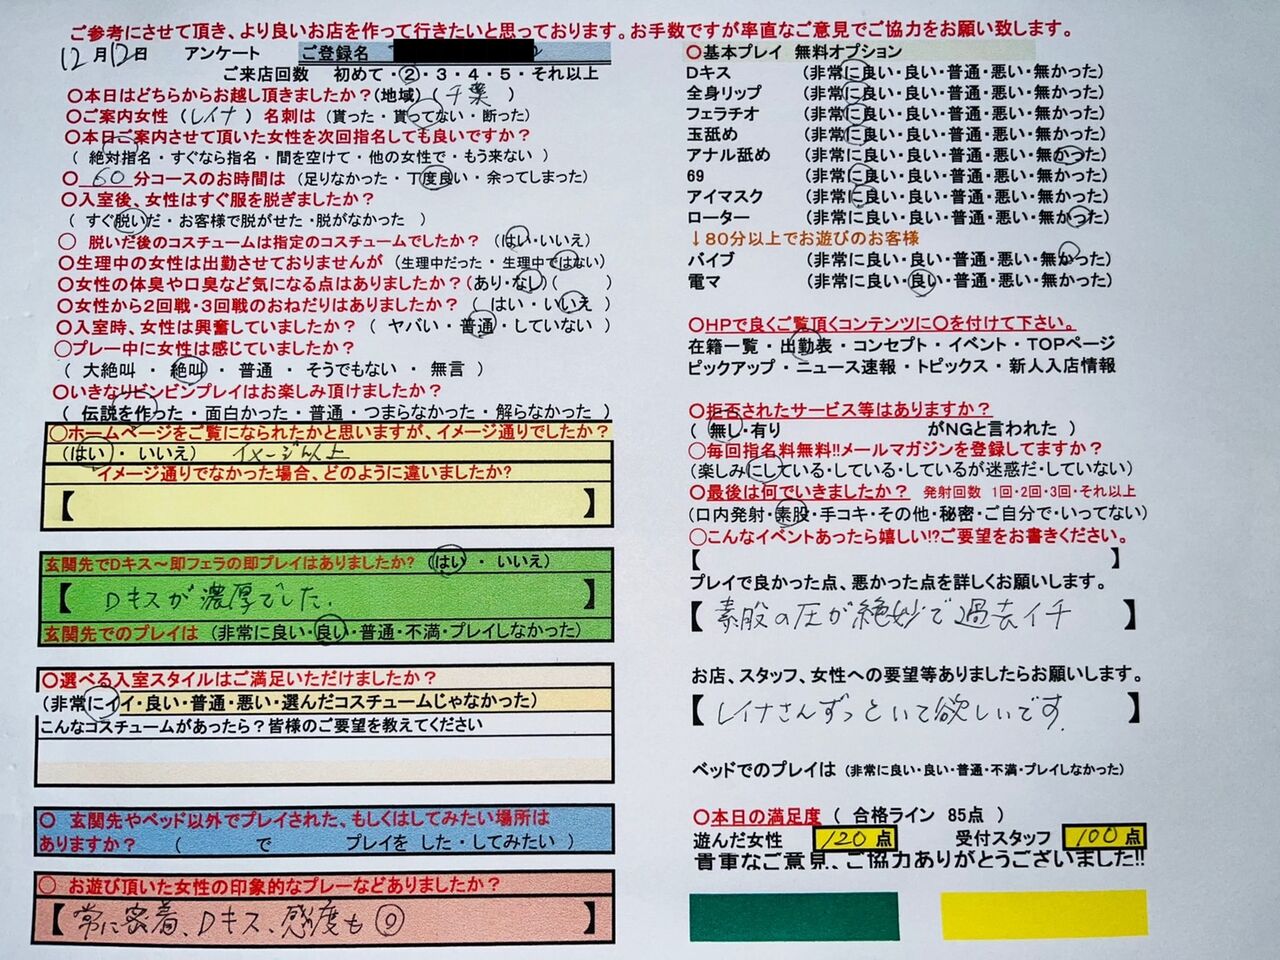 ご参考にさせて頂き、より良いお店を作って行きたいと思っております。お手数ですが率直なご意見でご協力をお願い致します。
12月12日 アンケート ご登録名
ご来店回数 初めて・2・3・4・5・それ以上
〇本日はどちらからお越し頂きましたか?(地域) ( 千葉 )
〇ご案内女性 (レイナ) 名刺は (貰った・貰ってない・断った)
〇本日ご案内させて頂いた女性を次回指名しても良いですか?
( 絶対指名・すぐなら指名・間を空けて・他の女性で・もう来ない )
〇 60 分コースのお時間は (足りなかった・丁度良い・余ってしまった)
〇入室後、女性はすぐ服を脱ぎましたか?
( すぐ脱いだ・お客様で脱がせた・脱がなかった )
〇 脱いだ後のコスチュームは指定のコスチュームでしたか? (はい・いいえ)
〇生理中の女性は出勤させておりませんが (生理中だった・生理中ではない)
〇女性の体臭や口臭など気になる点はありましたか?(あり・なし)( )
〇女性から2回戦・3回戦のおねだりはありましたか? ( はい・いいえ )
〇入室時、女性は興奮していましたか? ( ヤバい・普通・していない )
〇プレー中に女性は感じていましたか?
( 大絶叫 ・ 絶叫 ・ 普通 ・ そうでもない ・ 無言 )
〇いきなりビンビンプレイはお楽しみ頂けましたか?
( 伝説を作った・面白かった・普通・つまらなかった・解らなかった )
〇ホームページをご覧になられたかと思いますが、イメージ通りでしたか?
(はい ・ いいえ) イメージ以上
イメージ通りでなかった場合、どのように違いましたか?
【 】
玄関先でDキス～即フェラの即プレイはありましたか? (はい ・ いいえ)
【 Dキスが濃厚でした. 】
玄関先でのプレイは (非常に良い・良い・普通・不満・プレイしなかった)
〇選べる入室スタイルはご満足いただけましたか?
(非常にイイ・良い・普通・悪い・選んだコスチュームじゃなかった)
こんなコスチュームがあったら?皆様のご要望を教えてください
〇 玄関先やベッド以外でプレイされた、もしくはしてみたい場所は
ありますか? ( で プレイを した・してみたい )
〇 お遊び頂いた女性の印象的なプレーなどありましたか?
【 常に密着、Dキス、感度も◎ 】
〇基本プレイ 無料オプション
Dキス (非常に良い・良い・普通・悪い・無かった)
全身リップ (非常に良い・良い・普通・悪い・無かった)
フェラチオ (非常に良い・良い・普通・悪い・無かった)
玉舐め (非常に良い・良い・普通・悪い・無かった)
アナル舐め (非常に良い・良い・普通・悪い・無かった)
69 (非常に良い・良い・普通・悪い・無かった)
アイマスク (非常に良い・良い・普通・悪い・無かった)
ローター (非常に良い・良い・普通・悪い・無かった)
↓80分以上でお遊びのお客様
バイブ (非常に良い・良い・普通・悪い・無かった)
電マ (非常に良い・良い・普通・悪い・無かった)
〇HPで良くご覧頂くコンテンツに〇を付けて下さい。
在籍一覧・出勤表・コンセプト・イベント・TOPページ
ピックアップ・ニュース速報・トピックス・新人入店情報
〇拒否されたサービス等はありますか?
( 無し・有り がNGと言われた )
〇毎回指名料無料!!メールマガジンを登録してますか?
(楽しみにしている・している・しているが迷惑だ・していない)
〇最後は何でいきましたか? 発射回数 1回・2回・3回・それ以上
(口内発射・素股・手コキ・その他・秘密・ご自分で・いってない)
〇こんなイベントあったら嬉しい!?ご要望をお書きください。
【 】
プレイで良かった点、悪かった点を詳しくお願いします。
【 素股の圧が絶妙で過去イチ 】
お店、スタッフ、女性への要望等ありましたらお願いします。
【 レイナさんずっといて欲しいです. 】
ベッドでのプレイは (非常に良い・良い・普通・不満・プレイしなかった)
〇本日の満足度 ( 合格ライン 85点 )
遊んだ女性 120 点 受付スタッフ 100 点
貴重なご意見、ご協力ありがとうございました!!